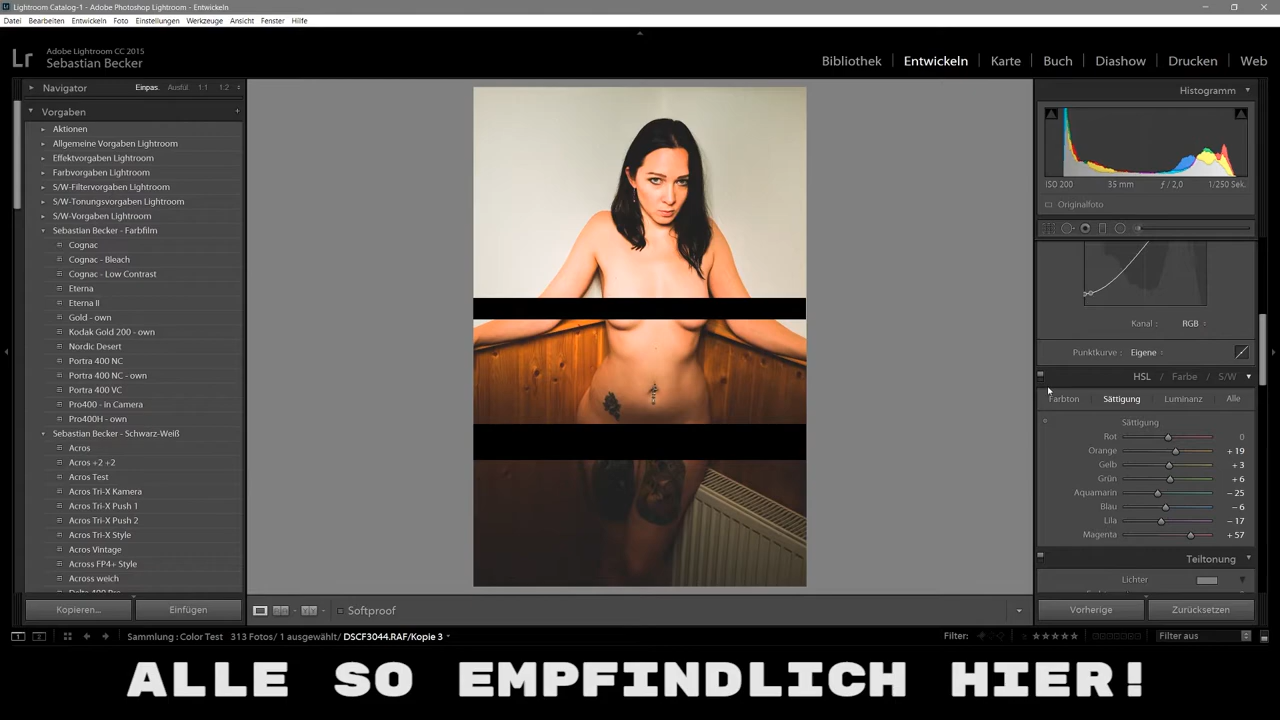 Lightroom Catalog-1 - Adobe Photoshop Lightroom - Entwickeln
Datei Bearbeiten Entwickeln Foto Einstellungen Werkzeuge Ansicht Fenster Hilfe
Lr
Adobe Lightroom CC 2015
Sebastian Becker
Bibliothek Entwickeln Karte Buch Diashow Drucken Web
Navigator Einpas. Ausfül 1:1 1:2
Vorgaben +
Aktionen
Allgemeine Vorgaben Lightroom
Effektvorgaben Lightroom
Farbvorgaben Lightroom
S/W-Filtervorgaben Lightroom
S/W-Tonungsvorgaben Lightroom
S/W-Vorgaben Lightroom
Sebastian Becker - Farbfilm
Cognac
Cognac - Bleach
Cognac - Low Contrast
Eterna
Eterna II
Gold - own
Kodak Gold 200 - own
Nordic Desert
Portra 400 NC
Portra 400 NC - own
Portra 400 VC
Pro400 - in Camera
Pro400H - own
Sebastian Becker - Schwarz-Weiß
Acros
Acros +2 +2
Acros Test
Acros Tri-X Kamera
Acros Tri-X Push 1
Acros Tri-X Push 2
Acros Tri-X Style
Acros Vintage
Across FP4+ Style
Across weich
Kopieren... Einfügen
Softproof
Histogramm
ISO 200 35 mm ƒ / 2,0 1/250 Sek.
Originalfoto
Kanal : RGB
Punktkurve : Eigene
HSL / Farbe / S/W
Farbton Sättigung Luminanz Alle
Sättigung
Rot 0
Orange + 19
Gelb + 3
Grün + 6
Aquamarin − 25
Blau − 6
Lila − 17
Magenta + 57
Teiltonung
Lichter
Vorherige Zurücksetzen
1 2 Sammlung : Color Test 313 Fotos / 1 ausgewählt / DSCF3044.RAF/Kopie 3 Filter: Filter aus
ALLE SO EMPFINDLICH HIER!